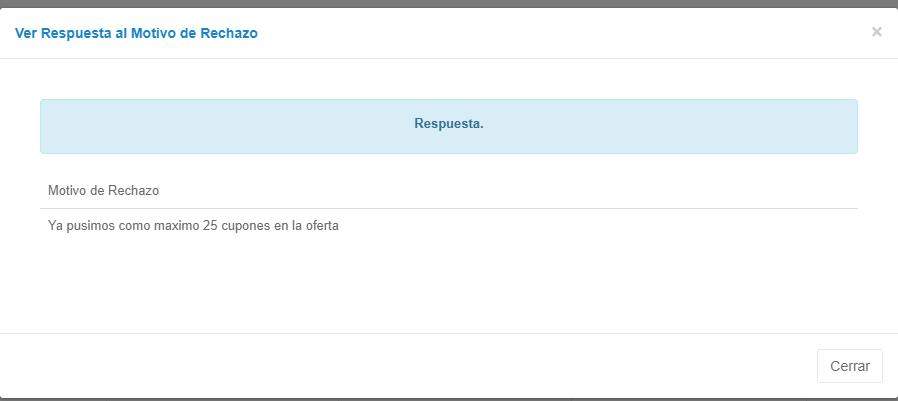 Ver Respuesta al Motivo de Rechazo
×
Respuesta.
Motivo de Rechazo
Ya pusimos como maximo 25 cupones en la oferta
Cerrar